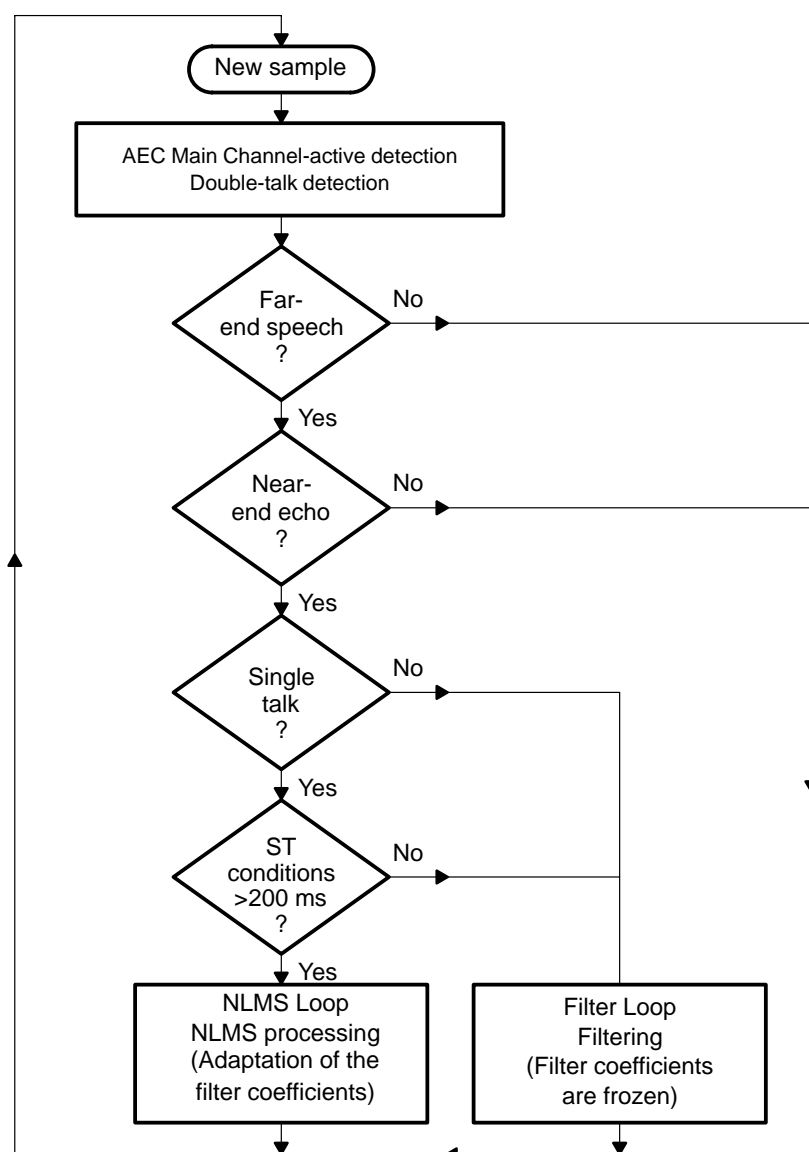 New sample
AEC Main Channel-active detection
Double-talk detection
Far-
end speech
?
No
Yes
Near-
end echo
?
No
Yes
Single
talk
?
No
Yes
ST
conditions
>200 ms
?
No
Yes
NLMS Loop
NLMS processing
(Adaptation of the
filter coefficients)
Filter Loop
Filtering
(Filter coefficients
are frozen)